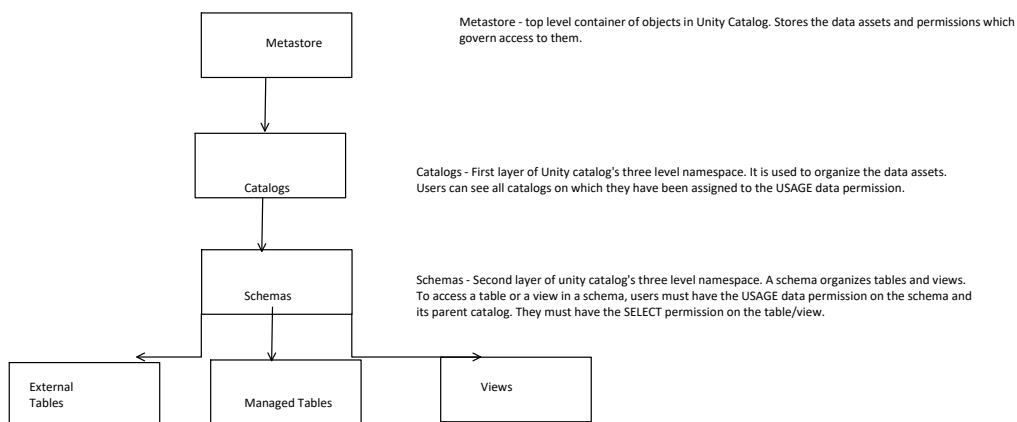 Metastore
Metastore - top level container of objects in Unity Catalog. Stores the data assets and permissions which
govern access to them.
Catalogs
Catalogs - First layer of Unity catalog's three level namespace. It is used to organize the data assets.
Users can see all catalogs on which they have been assigned to the USAGE data permission.
Schemas
Schemas - Second layer of unity catalog's three level namespace. A schema organizes tables and views.
To access a table or a view in a schema, users must have the USAGE data permission on the schema and
its parent catalog. They must have the SELECT permission on the table/view.
External
Tables
Managed Tables
Views